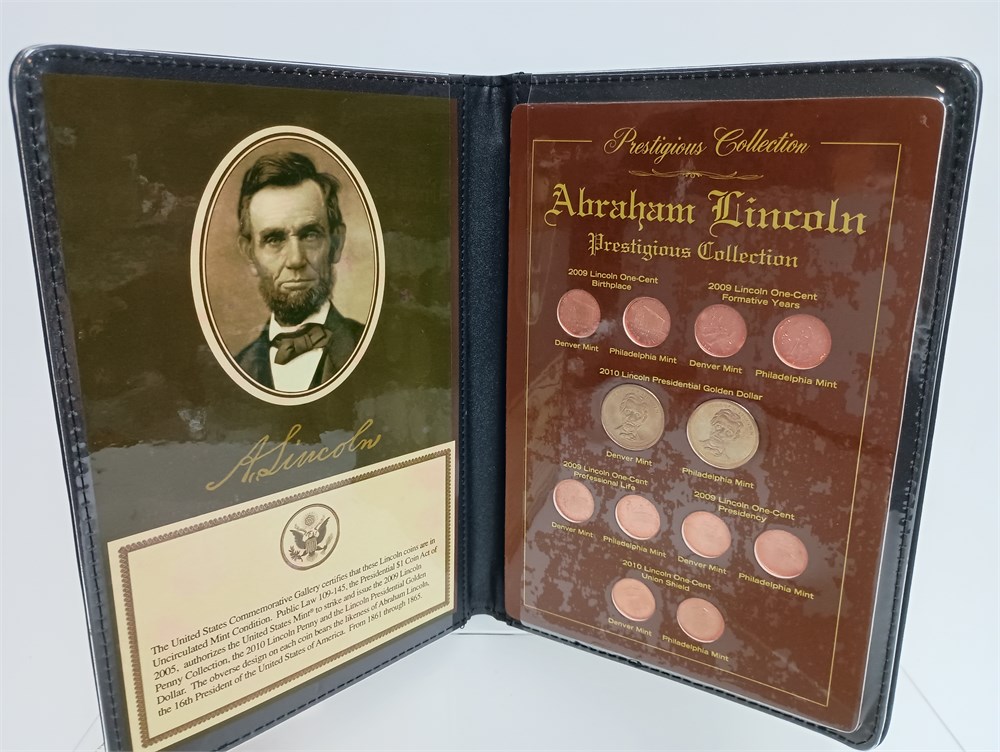 A. Lincoln
The United States Commemorative Gallery certifies that these Lincoln coins are in
Uncirculated Mint Condition. Public Law 109-145, the Presidential $1 Coin Act of
2005, authorizes the United States Mint® to strike and issue the 2009 Lincoln
Penny Collection, the 2010 Lincoln Penny and the Lincoln Presidential Golden
Dollar. The obverse design on each coin bears the likeness of Abraham Lincoln,
the 16th President of the United States of America. From 1861 through 1865.
Prestigious Collection
Abraham Lincoln
Prestigious Collection
2009 Lincoln One-Cent
Birthplace
2009 Lincoln One-Cent
Formative Years
Denver Mint
Philadelphia Mint
Denver Mint
Philadelphia Mint
2010 Lincoln Presidential Golden Dollar
Denver Mint
Philadelphia Mint
2009 Lincoln One-Cent
Professional Life
2009 Lincoln One-Cent
Presidency
Denver Mint
Philadelphia Mint
Denver Mint
Philadelphia Mint
2010 Lincoln One-Cent
Union Shield
Denver Mint
Philadelphia Mint